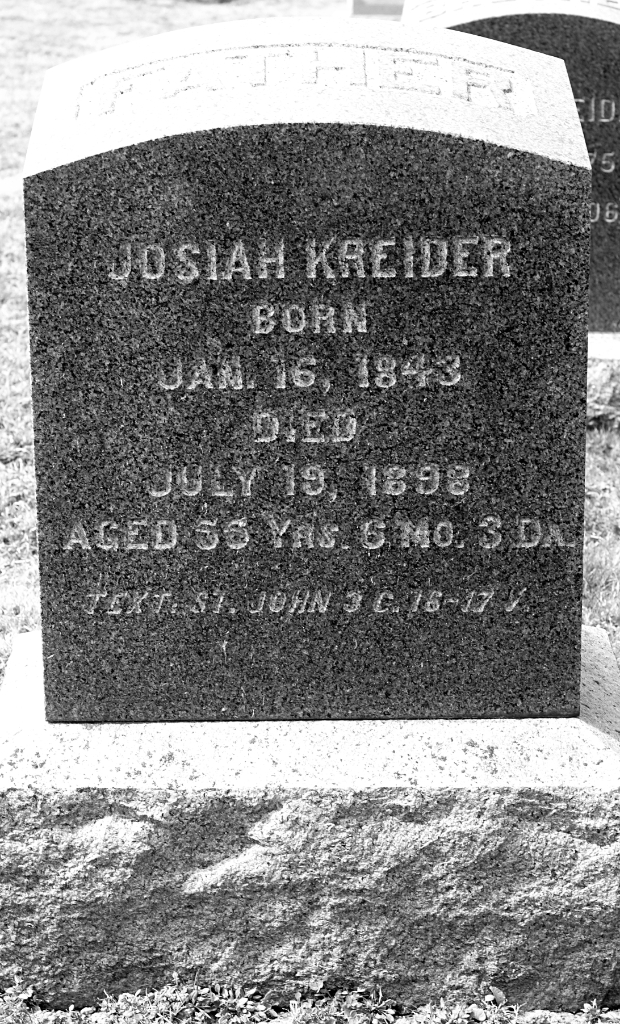 FATHER
JOSIAH KREIDER
BORN
JAN. 16, 1843
DIED
JULY 19, 1898
AGED 55 YRS. 6 MO. 3 DA.
TEXT. ST. JOHN 3 C. 16-17 V.